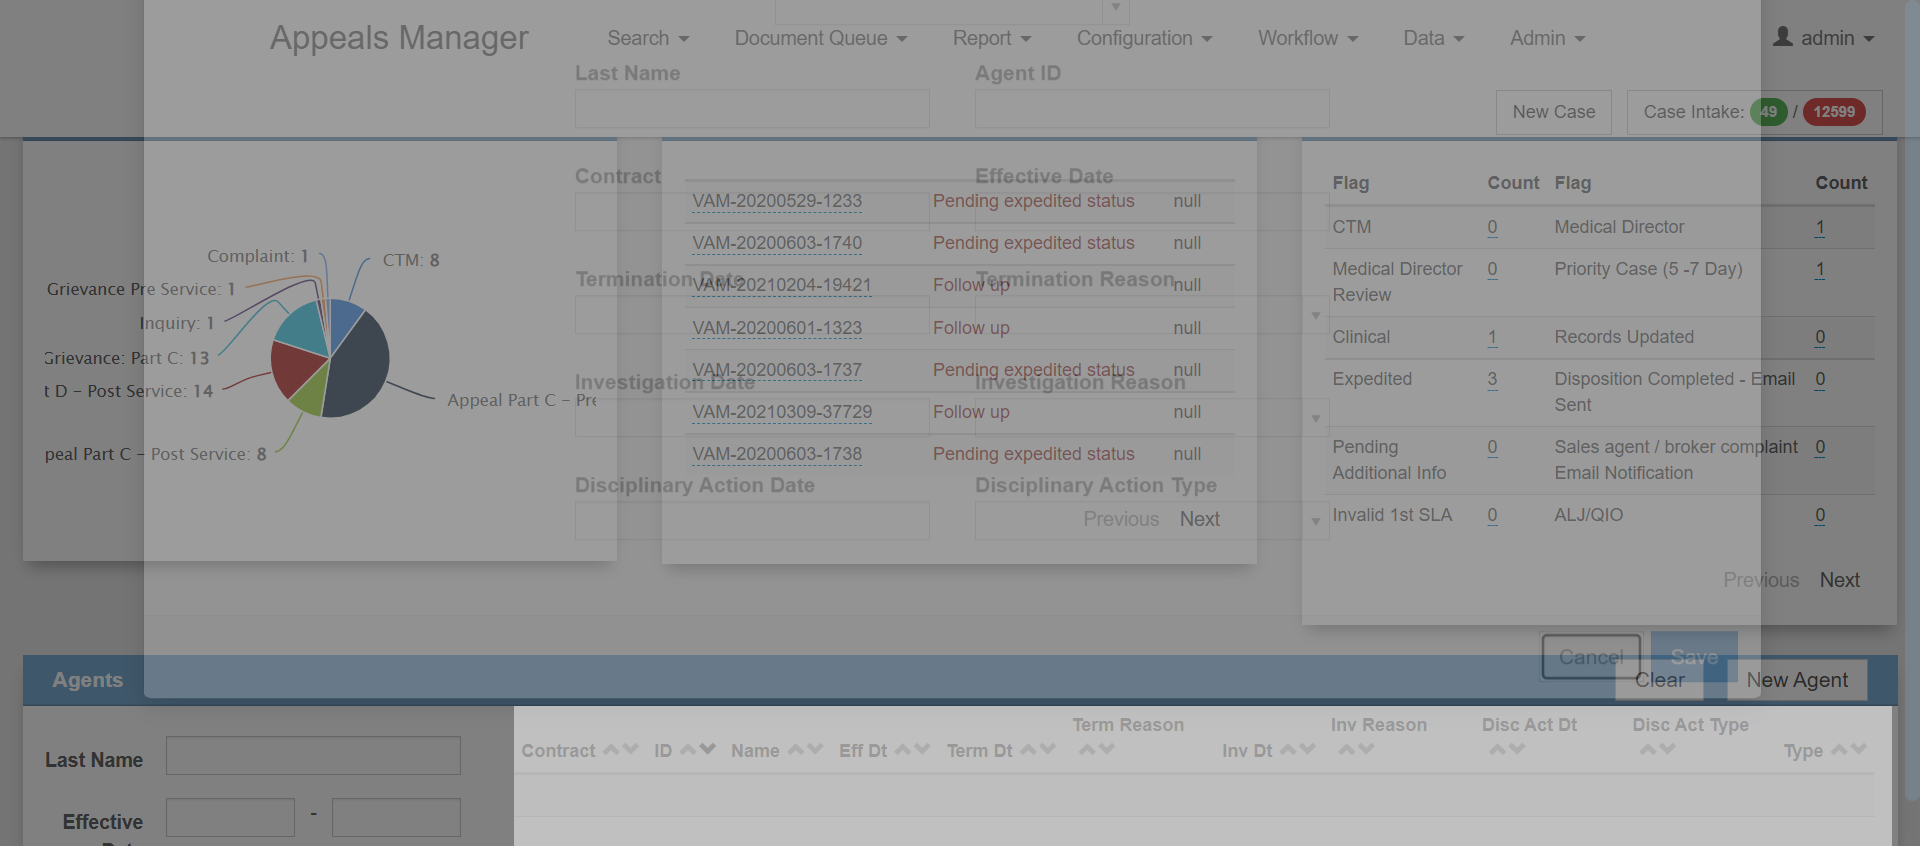 Appeals Manager
Search
Document Queue
Report
Configuration
Workflow
Data
Admin
admin
Last Name
Agent ID
New Case
Case Intake: 49 / 12599
Contract
Effective Date
Termination Date
Termination Reason
Investigation Date
Investigation Reason
Disciplinary Action Date
Disciplinary Action Type
Complaint: 1
CTM: 8
Grievance Pre Service: 1
Inquiry: 1
Grievance: Part C: 13
t D - Post Service: 14
Appeal Part C - Pre
peal Part C - Post Service: 8
VAM-20200529-1233 Pending expedited status null
VAM-20200603-1740 Pending expedited status null
VAM-20210204-19421 Follow up null
VAM-20200601-1323 Follow up null
VAM-20200603-1737 Pending expedited status null
VAM-20210309-37729 Follow up null
VAM-20200603-1738 Pending expedited status null
Previous Next
Flag Count Flag Count
CTM 0 Medical Director 1
Medical Director 0 Priority Case (5 -7 Day) 1
Review
Clinical 1 Records Updated 0
Expedited 3 Disposition Completed - Email 0
Sent
Pending 0 Sales agent / broker complaint 0
Additional Info Email Notification
Invalid 1st SLA 0 ALJ/QIO 0
Previous Next
Cancel Save
Agents
Clear New Agent
Last Name
Effective
-
Contract ID Name Eff Dt Term Dt Term Reason Inv Dt Inv Reason Disc Act Dt Disc Act Type Type